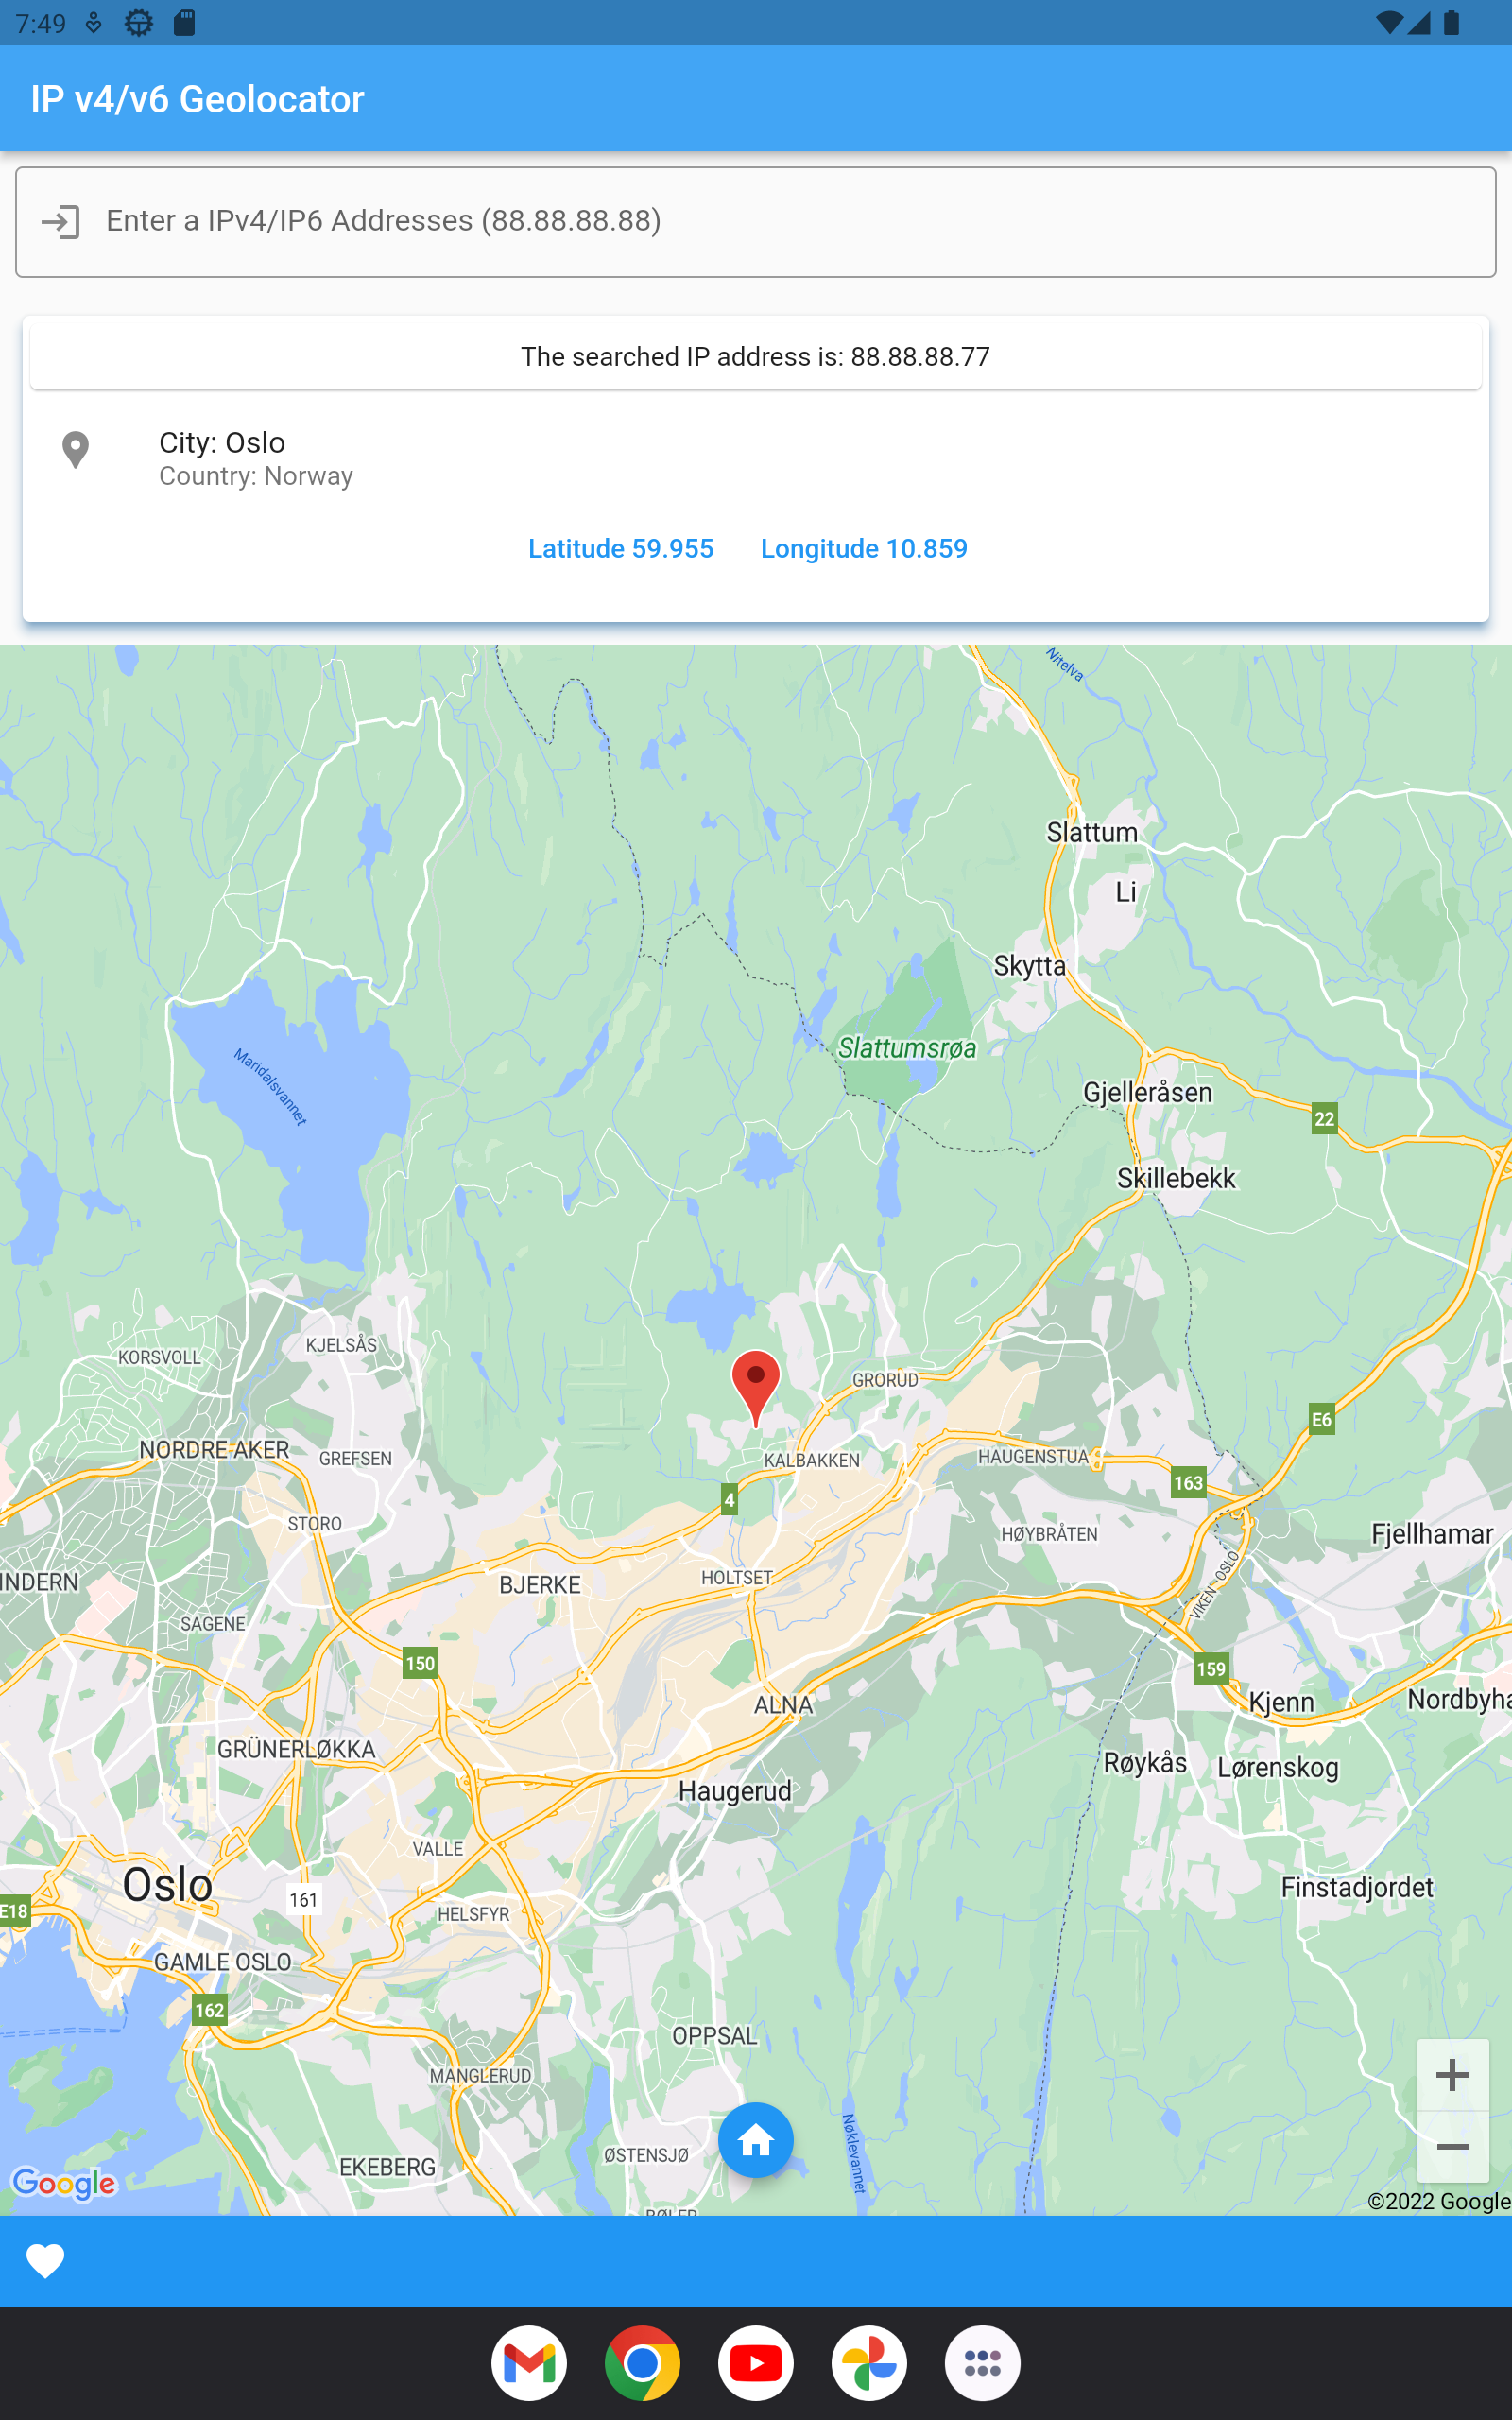 7:49
IP v4/v6 Geolocator
Enter a IPv4/IP6 Addresses (88.88.88.88)
The searched IP address is: 88.88.88.77
City: Oslo
Country: Norway
Latitude 59.955 Longitude 10.859
Nitelva
Slattum
Li
Skytta
Slattumsrøa
Maridalsvannet
Gjelleråsen
22
Skillebekk
KJELSÅS
KORSVOLL
GRORUD
E6
NORDRE AKER
GREFSEN
KALBAKKEN
HAUGENSTUA
163
4
STORO
HØYBRÅTEN
Fjellhamar
INDERN
BJERKE
HOLTSET
VIKEN
OSLO
SAGENE
150
159
ALNA
Kjenn
Nordbyha
GRÜNERLØKKA
Røykås
Lørenskog
Haugerud
VALLE
Oslo
161
Finstadjordet
E18
HELSFYR
GAMLE OSLO
162
OPPSAL
MANGLERUD
Nøklevannet
ØSTENSJØ
EKEBERG
Google
©2022 Google
BØLER